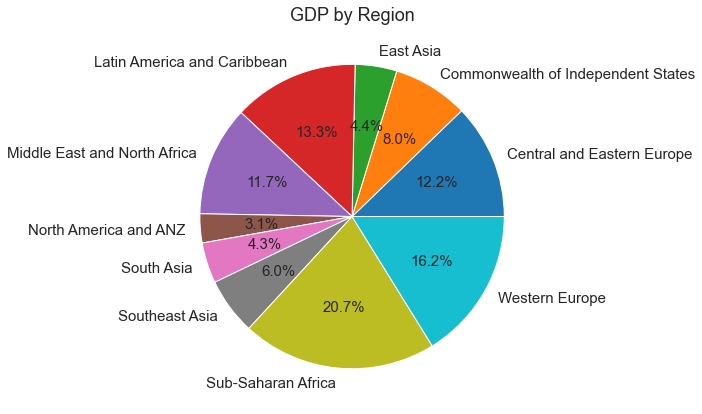 GDP by Region
East Asia
Latin America and Caribbean
Commonwealth of Independent States
4.4%
13.3%
8.0%
Middle East and North Africa
Central and Eastern Europe
11.7%
12.2%
3.1%
North America and ANZ
4.3%
16.2%
South Asia
6.0%
Western Europe
20.7%
Southeast Asia
Sub-Saharan Africa